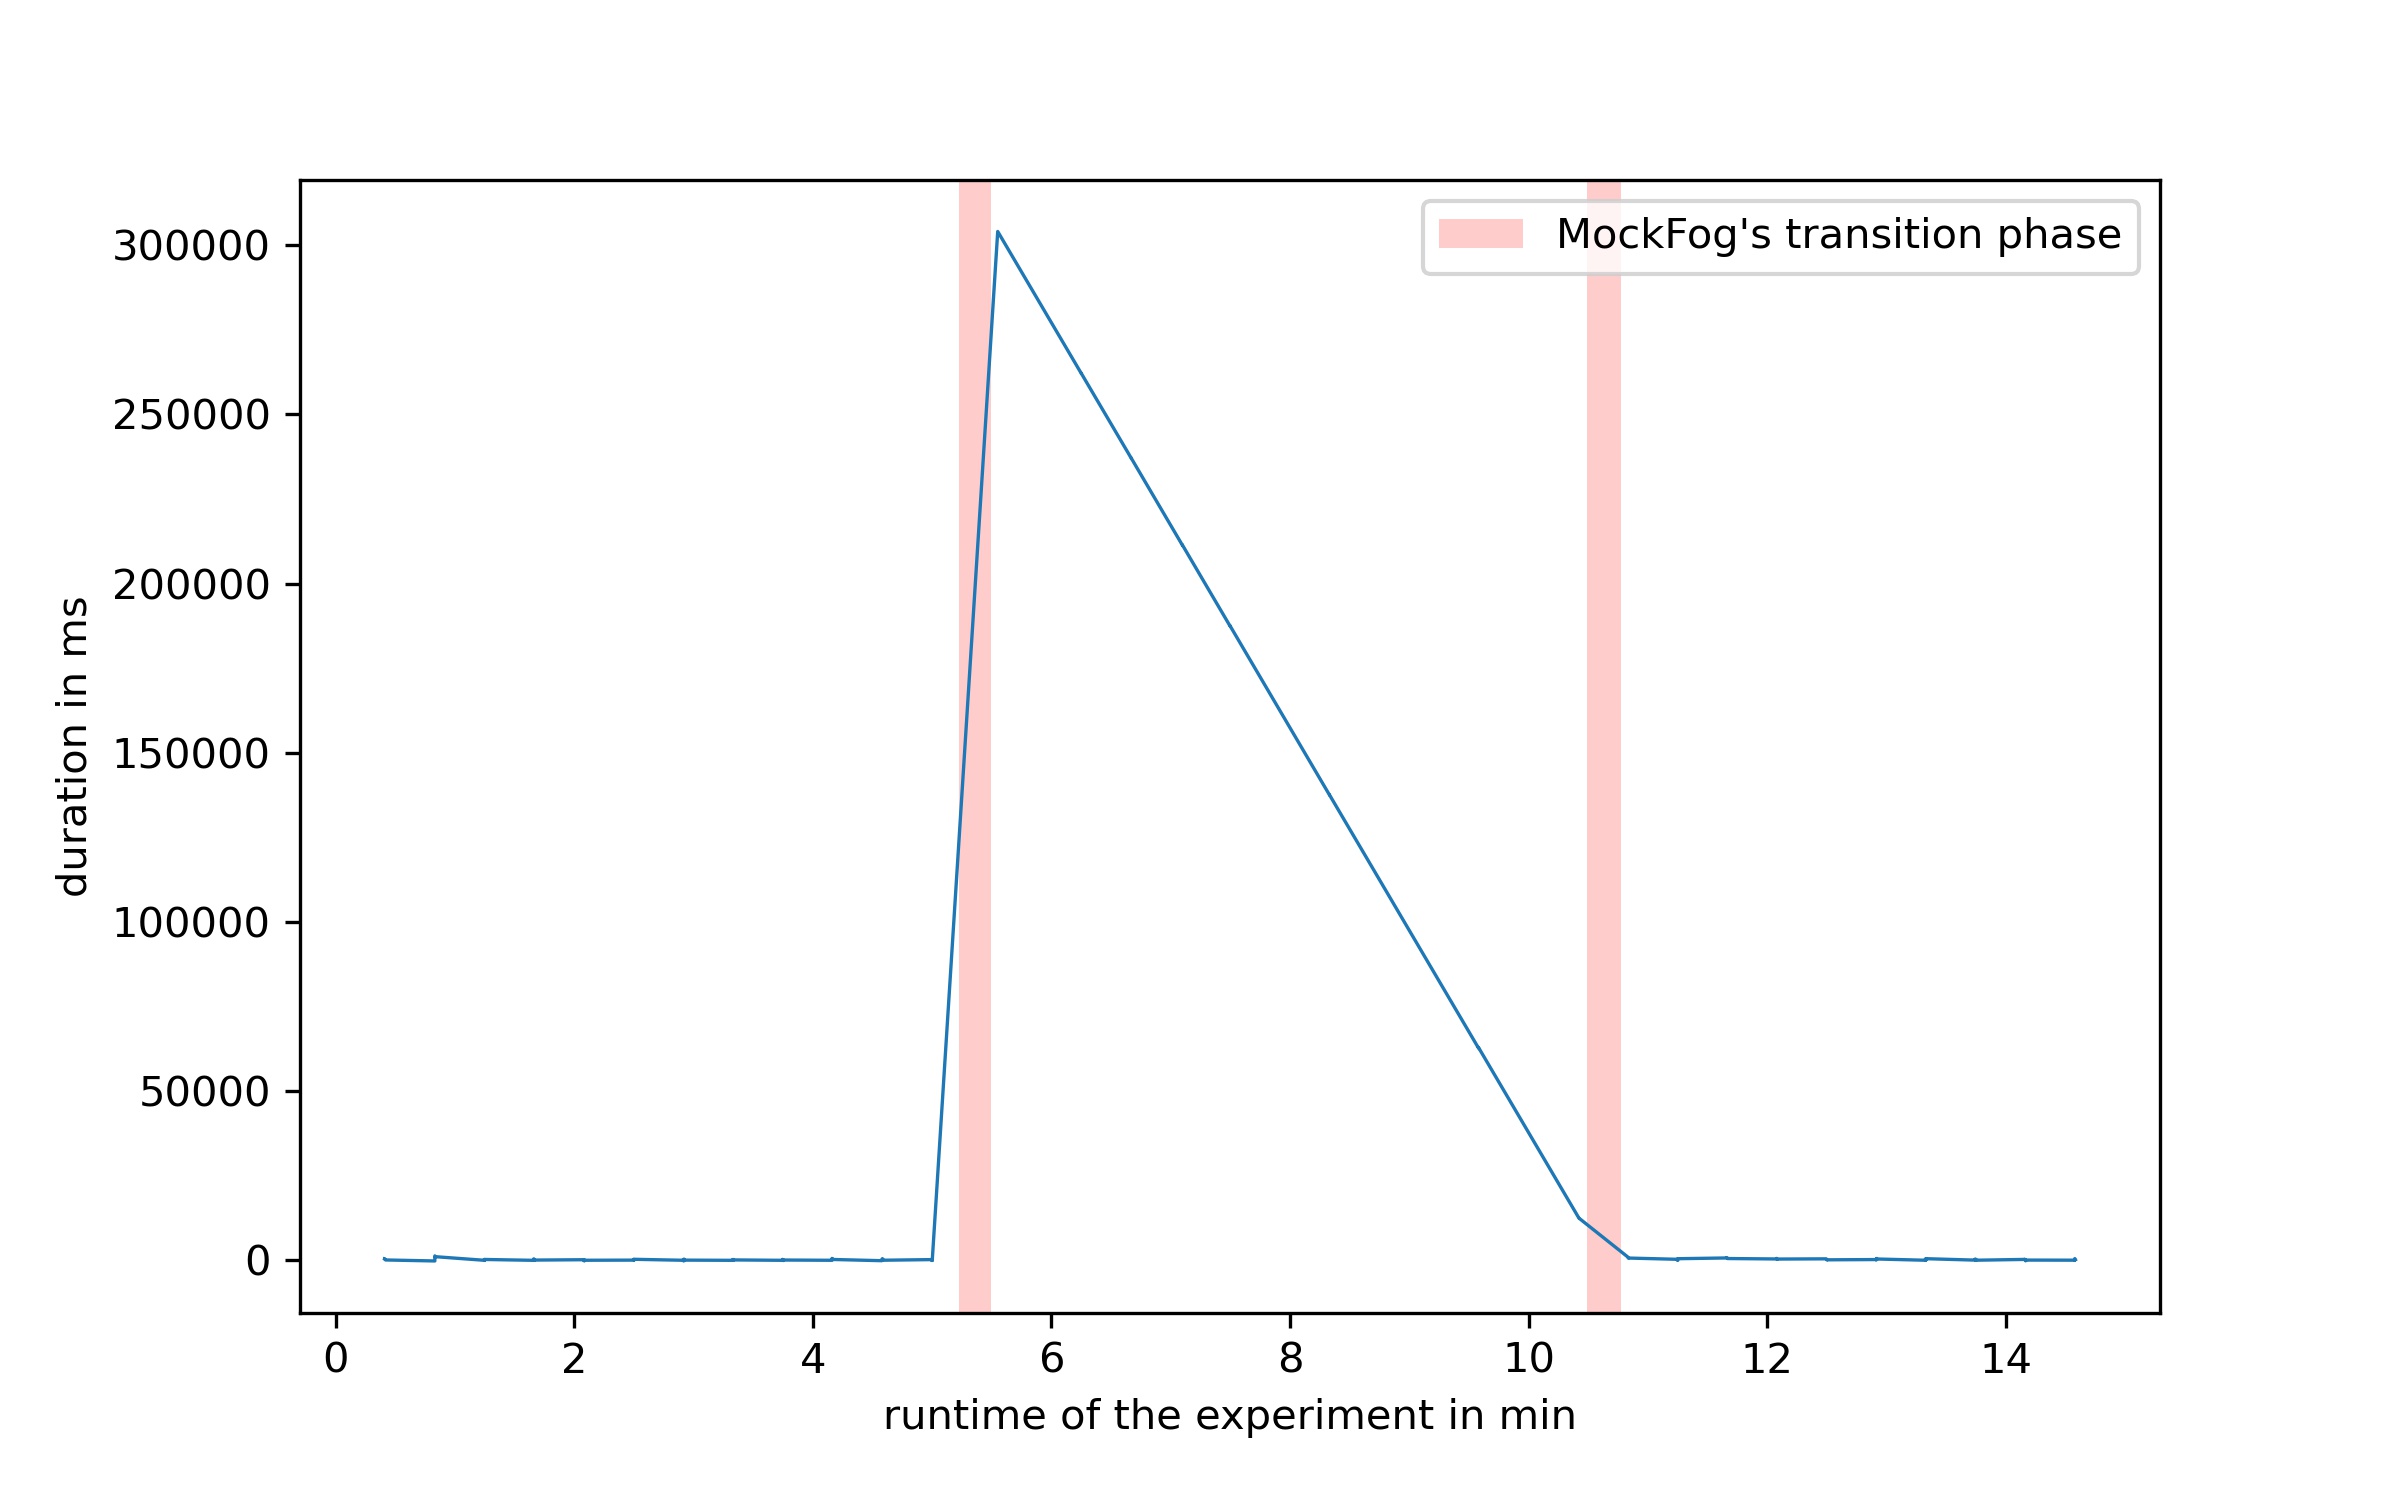 MockFog's transition phase
300000
250000
200000
150000
100000
50000
0
duration in ms
0 2 4 6 8 10 12 14
runtime of the experiment in min